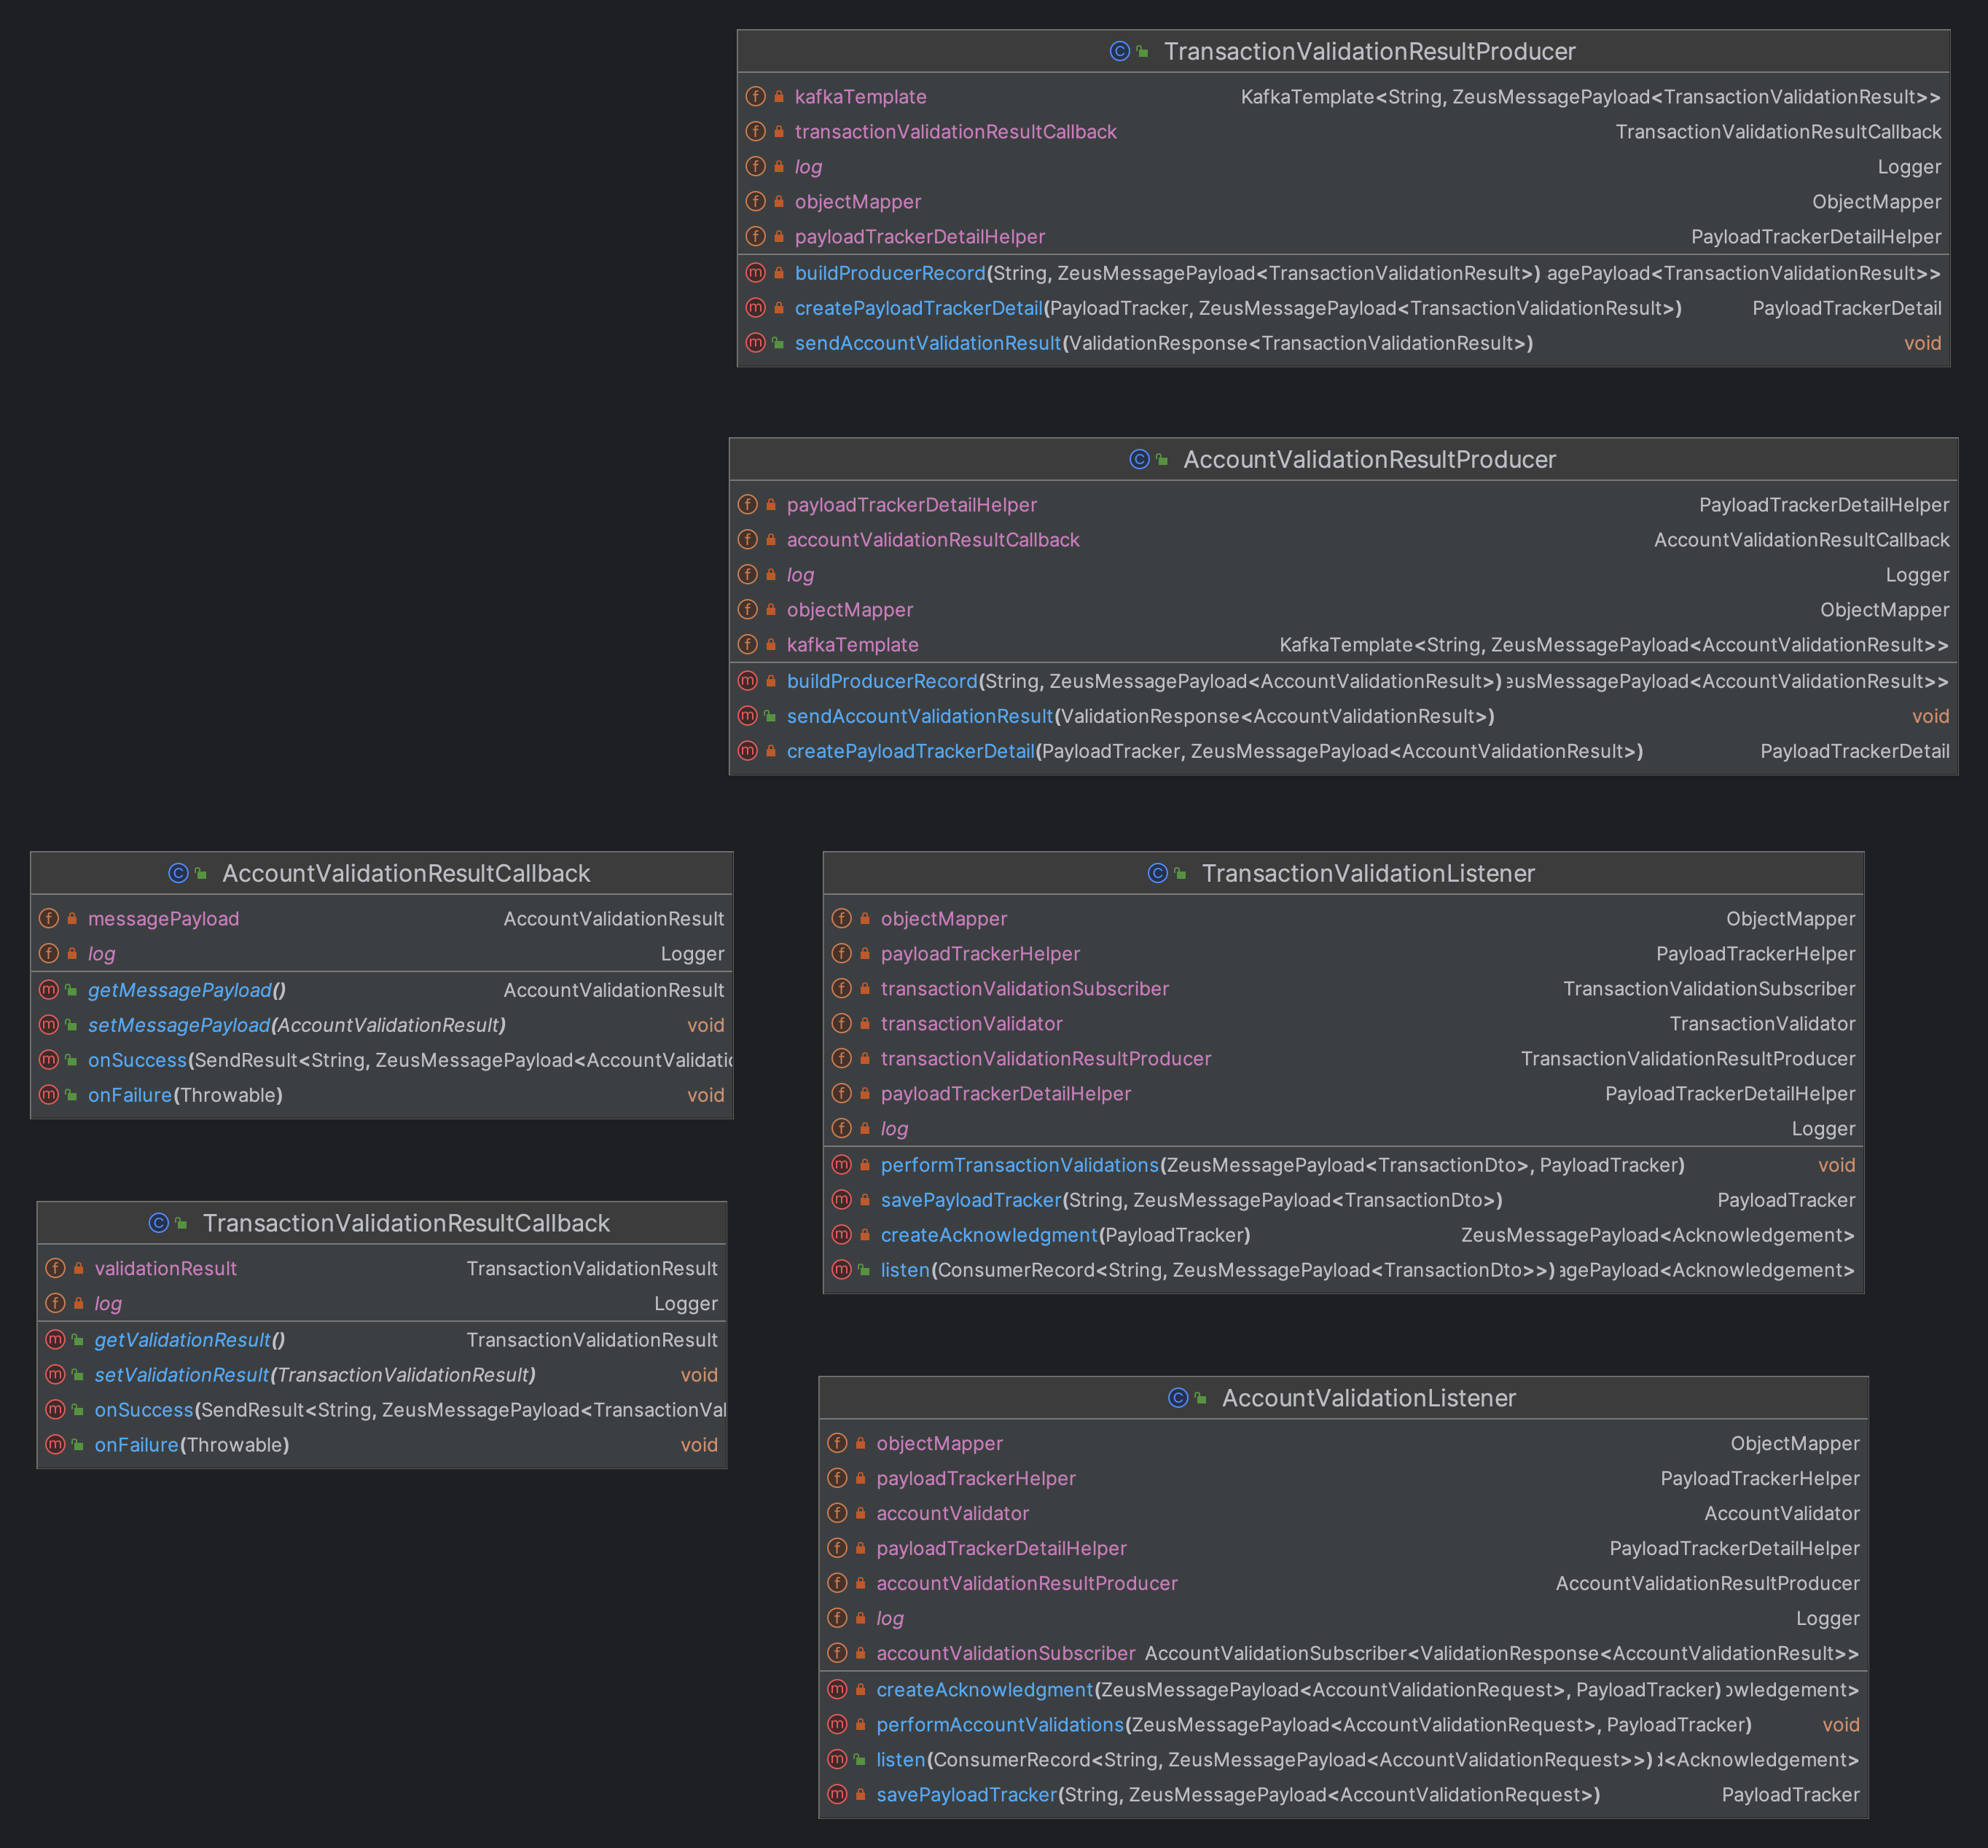 TransactionValidationResultProducer
kafkaTemplate KafkaTemplate<String, ZeusMessagePayload<TransactionValidationResult>>
transactionValidationResultCallback TransactionValidationResultCallback
log Logger
objectMapper ObjectMapper
payloadTrackerDetailHelper PayloadTrackerDetailHelper
buildProducerRecord(String, ZeusMessagePayload<TransactionValidationResult>) agePayload<TransactionValidationResult>>
createPayloadTrackerDetail(PayloadTracker, ZeusMessagePayload<TransactionValidationResult>) PayloadTrackerDetail
sendAccountValidationResult(ValidationResponse<TransactionValidationResult>) void
AccountValidationResultProducer
payloadTrackerDetailHelper PayloadTrackerDetailHelper
accountValidationResultCallback AccountValidationResultCallback
log Logger
objectMapper ObjectMapper
kafkaTemplate KafkaTemplate<String, ZeusMessagePayload<AccountValidationResult>>
buildProducerRecord(String, ZeusMessagePayload<AccountValidationResult>) eusMessagePayload<AccountValidationResult>>
sendAccountValidationResult(ValidationResponse<AccountValidationResult>) void
createPayloadTrackerDetail(PayloadTracker, ZeusMessagePayload<AccountValidationResult>) PayloadTrackerDetail
AccountValidationResultCallback
messagePayload AccountValidationResult
log Logger
getMessagePayload() AccountValidationResult
setMessagePayload(AccountValidationResult) void
onSuccess(SendResult<String, ZeusMessagePayload<AccountValidatic
onFailure(Throwable) void
TransactionValidationResultCallback
validationResult TransactionValidationResult
log Logger
getValidationResult() TransactionValidationResult
setValidationResult(TransactionValidationResult) void
onSuccess(SendResult<String, ZeusMessagePayload<TransactionVal
onFailure(Throwable) void
TransactionValidationListener
objectMapper ObjectMapper
payloadTrackerHelper PayloadTrackerHelper
transactionValidationSubscriber TransactionValidationSubscriber
transactionValidator TransactionValidator
transactionValidationResultProducer TransactionValidationResultProducer
payloadTrackerDetailHelper PayloadTrackerDetailHelper
log Logger
performTransactionValidations(ZeusMessagePayload<TransactionDto>, PayloadTracker) void
savePayloadTracker(String, ZeusMessagePayload<TransactionDto>) PayloadTracker
createAcknowledgment(PayloadTracker) ZeusMessagePayload<Acknowledgement>
listen(ConsumerRecord<String, ZeusMessagePayload<TransactionDto>>) agePayload<Acknowledgement>
AccountValidationListener
objectMapper ObjectMapper
payloadTrackerHelper PayloadTrackerHelper
accountValidator AccountValidator
payloadTrackerDetailHelper PayloadTrackerDetailHelper
accountValidationResultProducer AccountValidationResultProducer
log Logger
accountValidationSubscriber AccountValidationSubscriber<ValidationResponse<AccountValidationResult>>
createAcknowledgment(ZeusMessagePayload<AccountValidationRequest>, PayloadTracker) owledgement>
performAccountValidations(ZeusMessagePayload<AccountValidationRequest>, PayloadTracker) void
listen(ConsumerRecord<String, ZeusMessagePayload<AccountValidationRequest>>) d<Acknowledgement>
savePayloadTracker(String, ZeusMessagePayload<AccountValidationRequest>) PayloadTracker